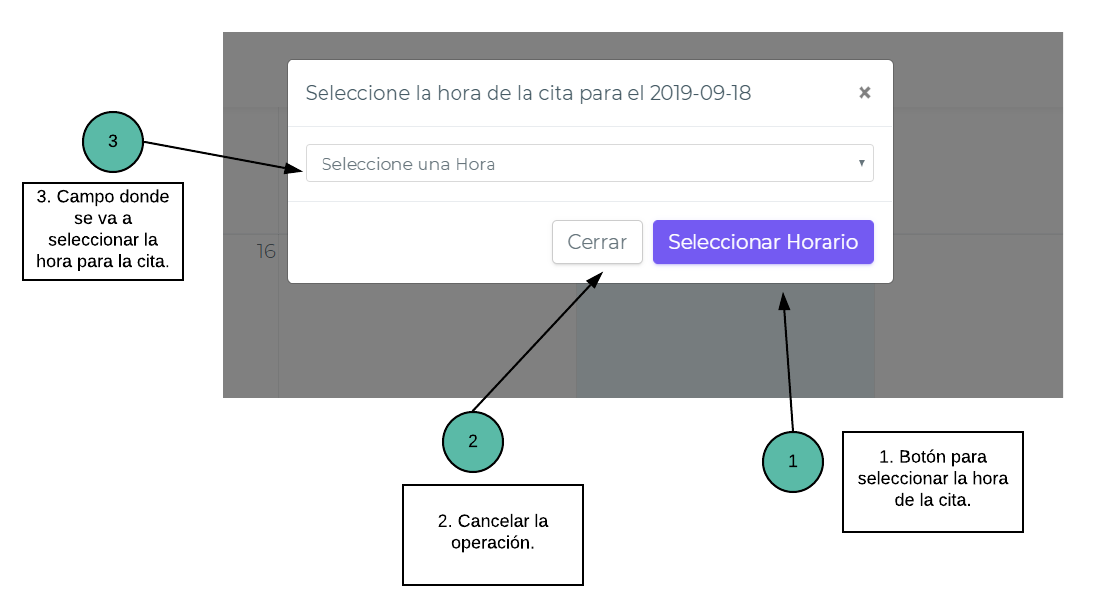 Seleccione la hora de la cita para el 2019-09-18
×
3
Seleccione una Hora
▾
3. Campo donde
se va a
seleccionar la
hora para la cita.
16
Cerrar
Seleccionar Horario
2
1
1. Botón para
seleccionar la hora
de la cita.
2. Cancelar la
operación.